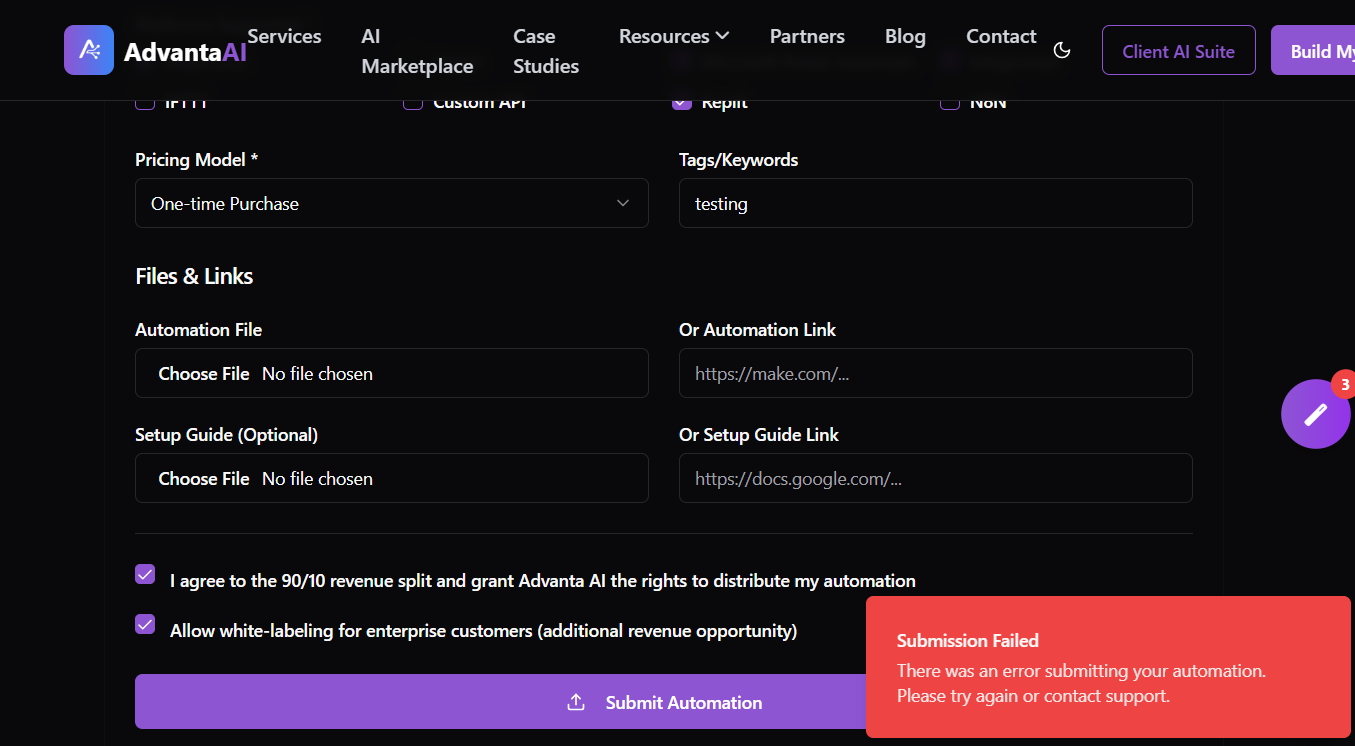 AdvantaAI
Services
AI
Marketplace
Case
Studies
Resources
Partners
Blog
Contact
Client AI Suite
Build My
IFTTT
Custom API
Replit
N8N
Pricing Model *
Tags/Keywords
One-time Purchase
testing
Files & Links
Automation File
Or Automation Link
Choose File No file chosen
https://make.com/...
3
Setup Guide (Optional)
Or Setup Guide Link
Choose File No file chosen
https://docs.google.com/...
I agree to the 90/10 revenue split and grant Advanta AI the rights to distribute my automation
Allow white-labeling for enterprise customers (additional revenue opportunity)
Submit Automation
Submission Failed
There was an error submitting your automation.
Please try again or contact support.